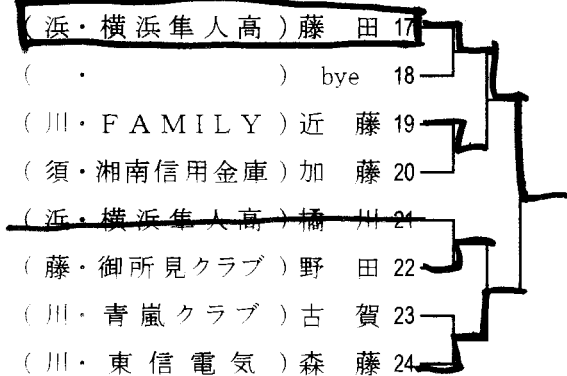 (浜・横浜隼人高)藤 田 17
( ・ ) bye 18
(川・FAMILY)近 藤 19
(須・湘南信用金庫)加 藤 20
(浜・横浜隼人高)橘 川 21
(藤・御所見クラブ)野 田 22
(川・青嵐クラブ)古 賀 23
(川・東信電気)森 藤 24